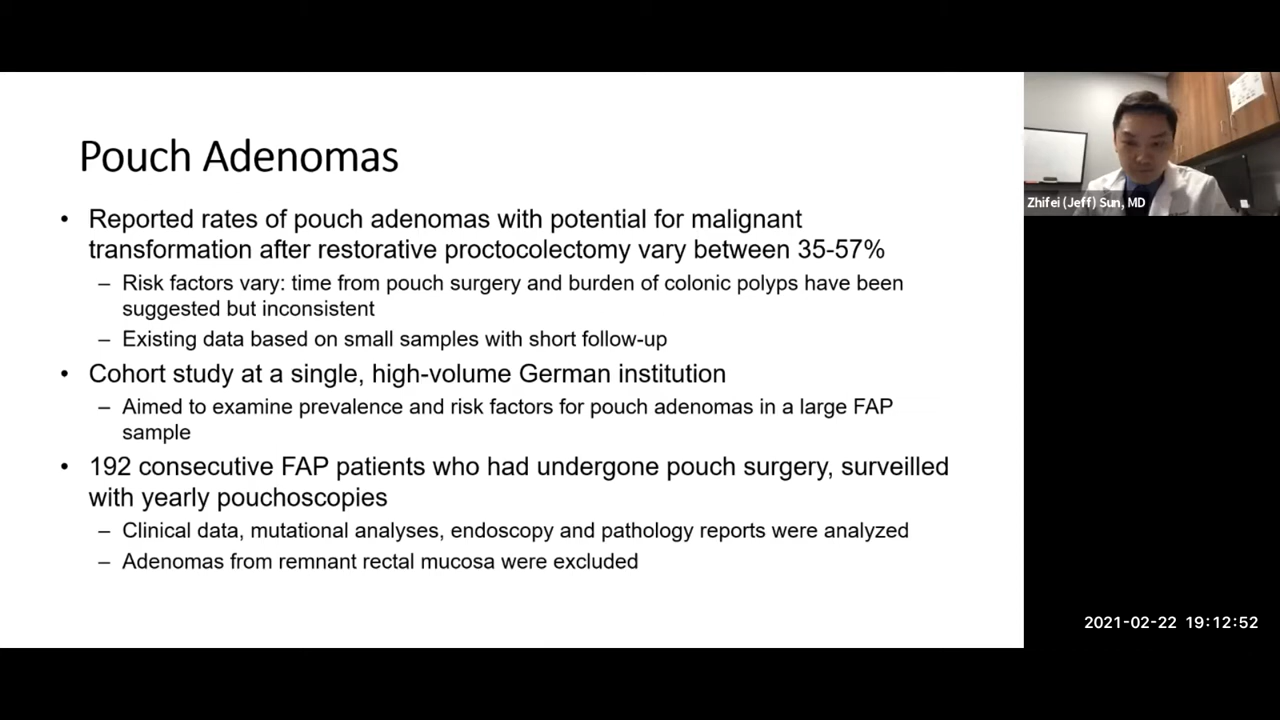 Pouch Adenomas
• Reported rates of pouch adenomas with potential for malignant
transformation after restorative proctocolectomy vary between 35-57%
– Risk factors vary: time from pouch surgery and burden of colonic polyps have been
suggested but inconsistent
– Existing data based on small samples with short follow-up
• Cohort study at a single, high-volume German institution
– Aimed to examine prevalence and risk factors for pouch adenomas in a large FAP
sample
• 192 consecutive FAP patients who had undergone pouch surgery, surveilled
with yearly pouchoscopies
– Clinical data, mutational analyses, endoscopy and pathology reports were analyzed
– Adenomas from remnant rectal mucosa were excluded
Zhifei (Jeff) Sun, MD
2021-02-22 19:12:52